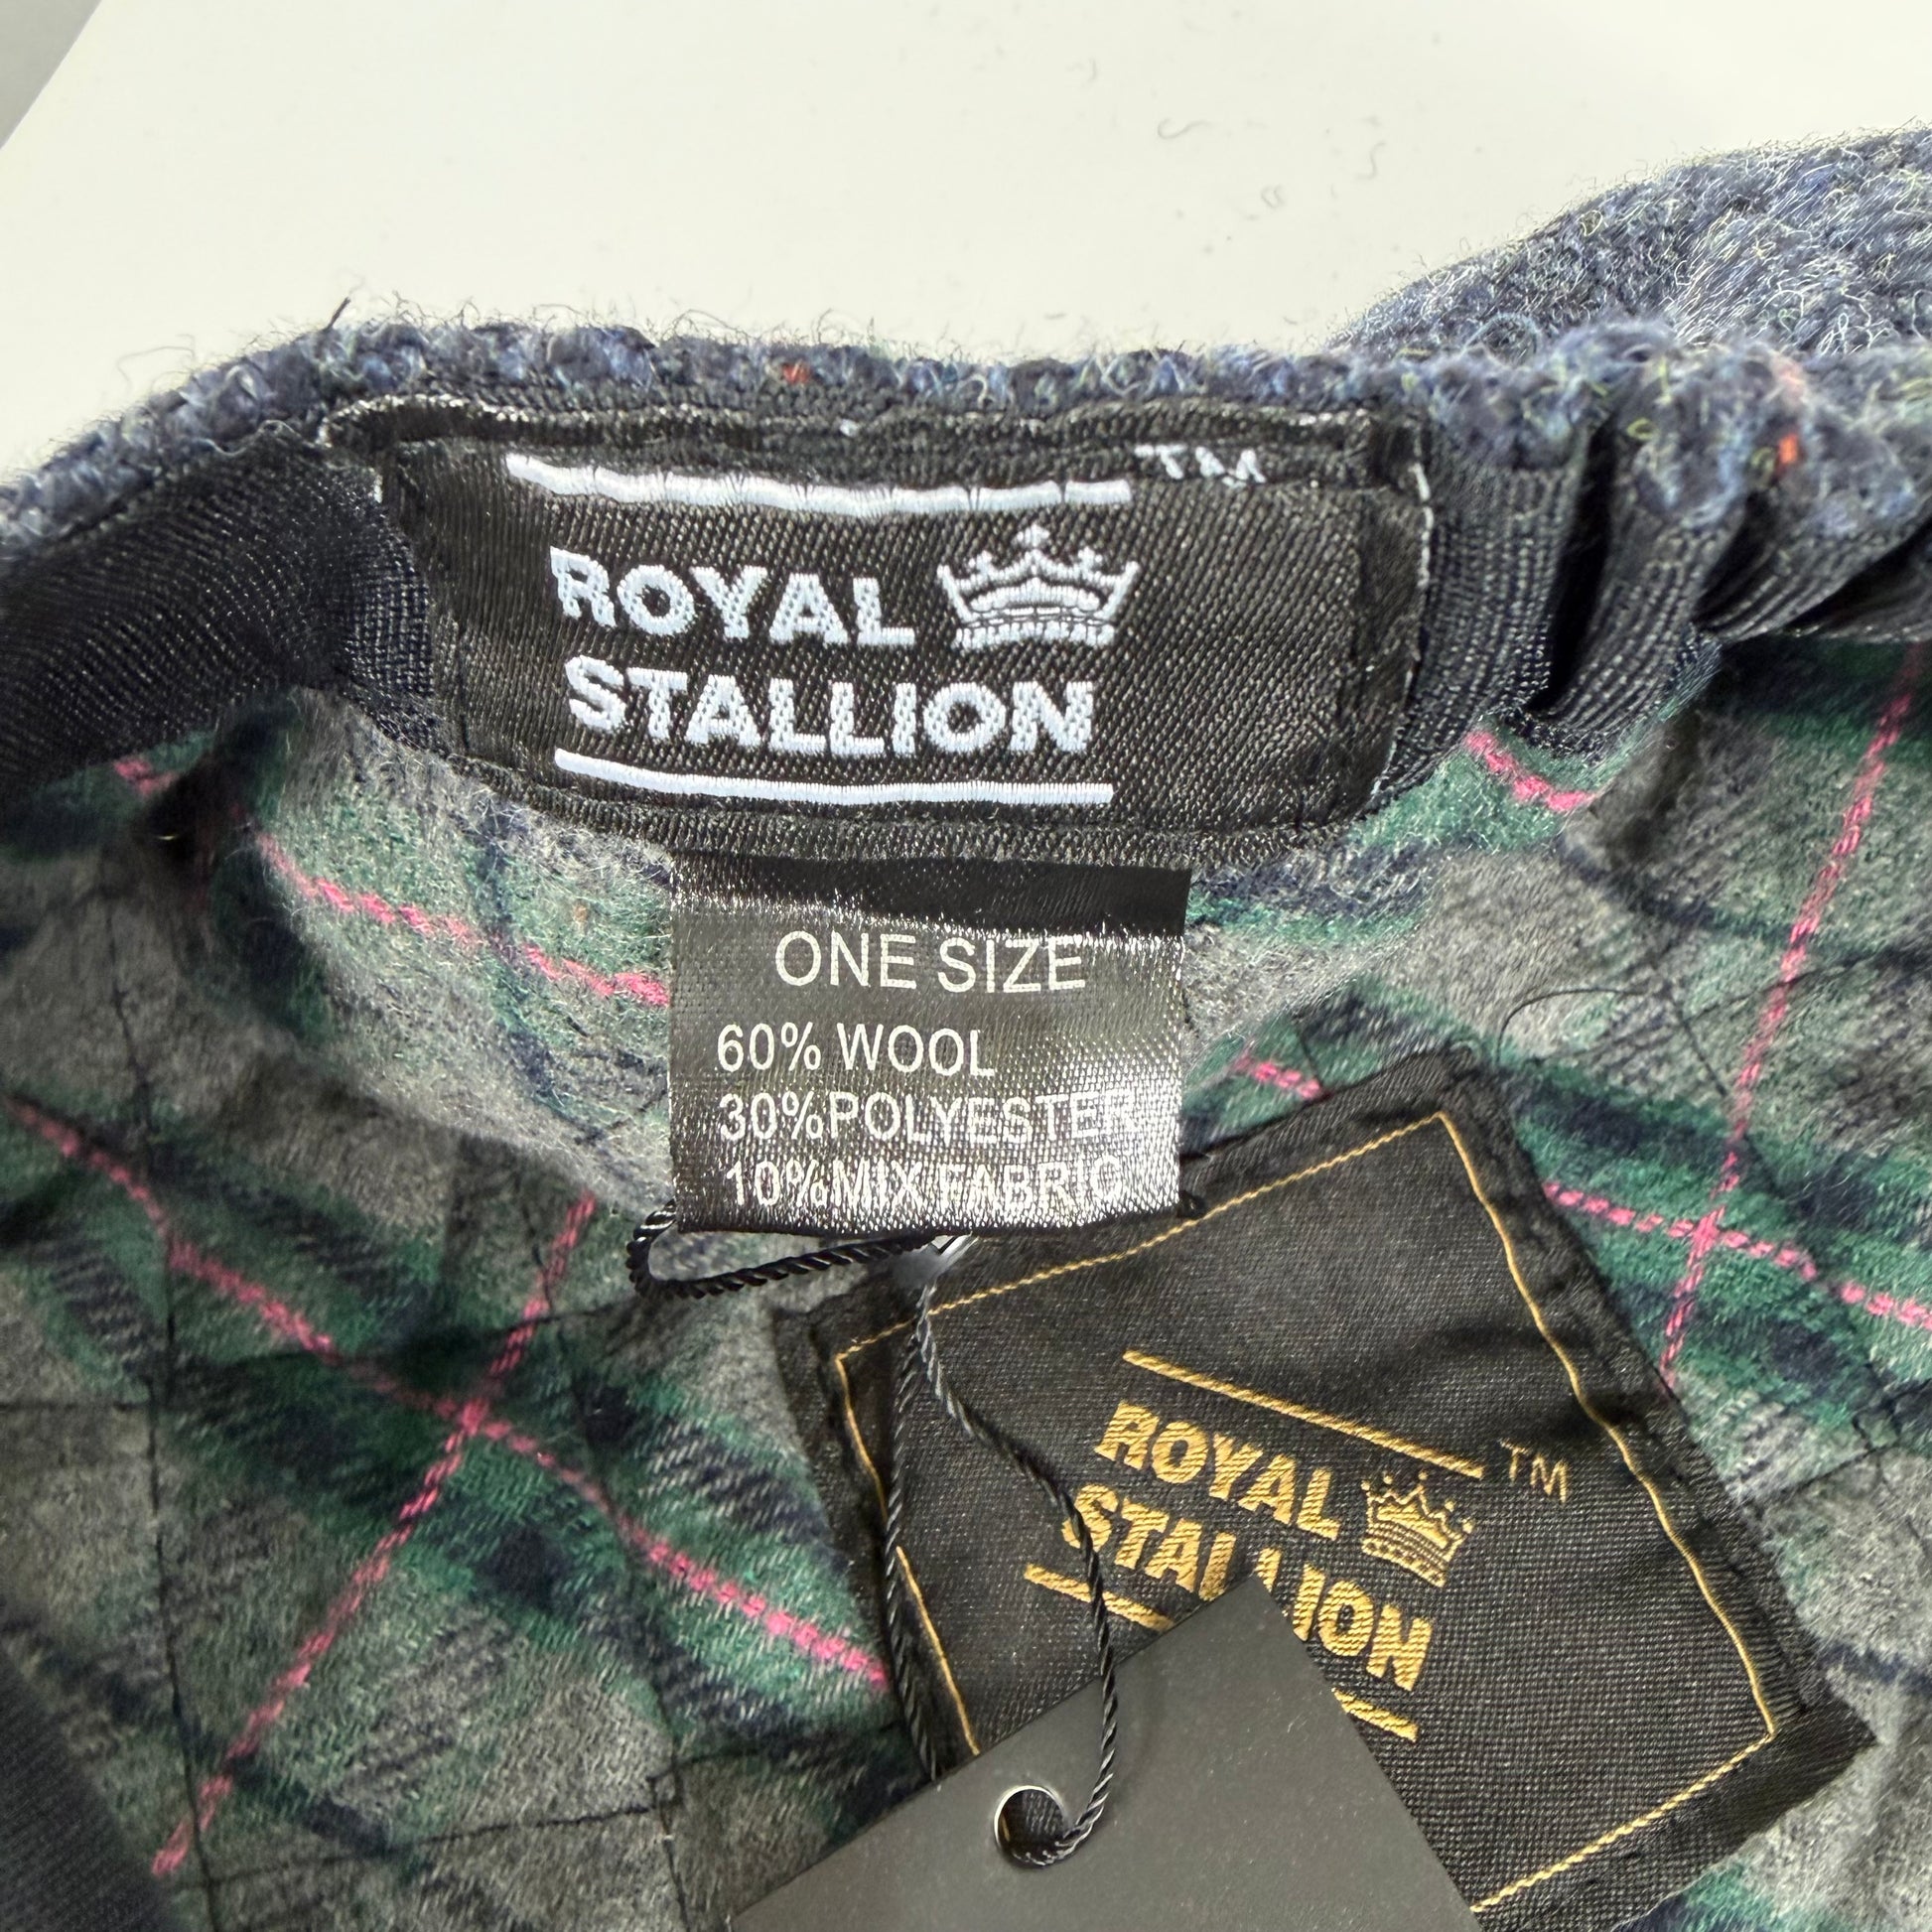 TM
ROYAL
STALLION
ONE SIZE
60% WOOL
30%POLYESTER
10%MIX FABRIC
TM
ROYAL
STALLION